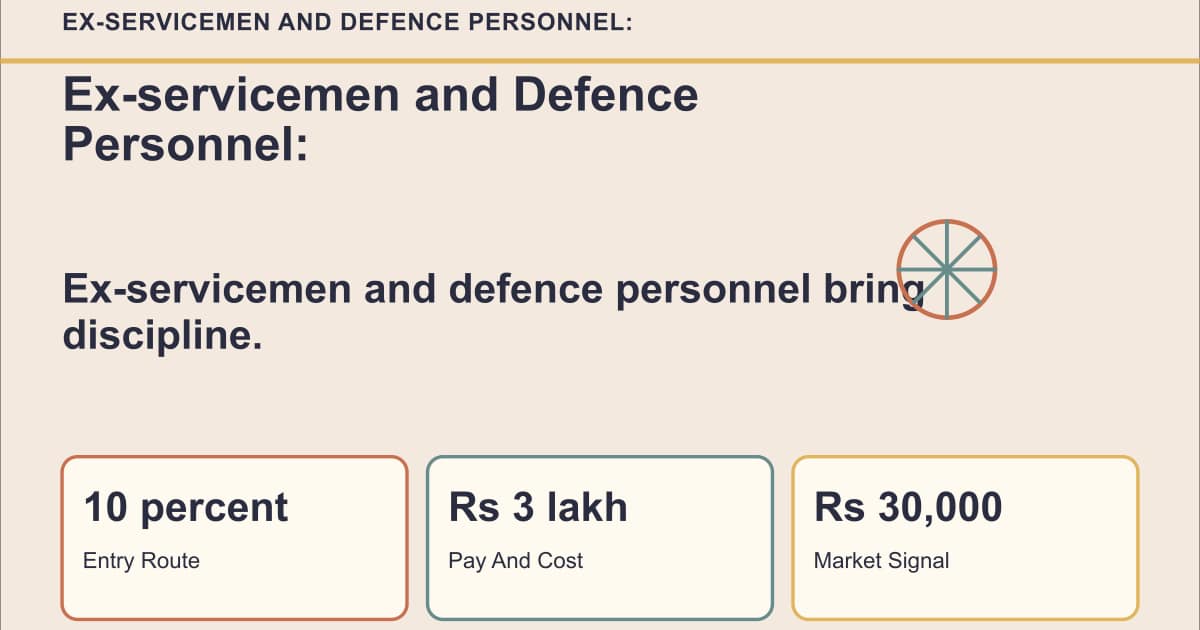 EX-SERVICEMEN AND DEFENCE PERSONNEL:
Ex-servicemen and Defence
Personnel:
Ex-servicemen and defence personnel bring
discipline.
10 percent
Entry Route
Rs 3 lakh
Pay And Cost
Rs 30,000
Market Signal